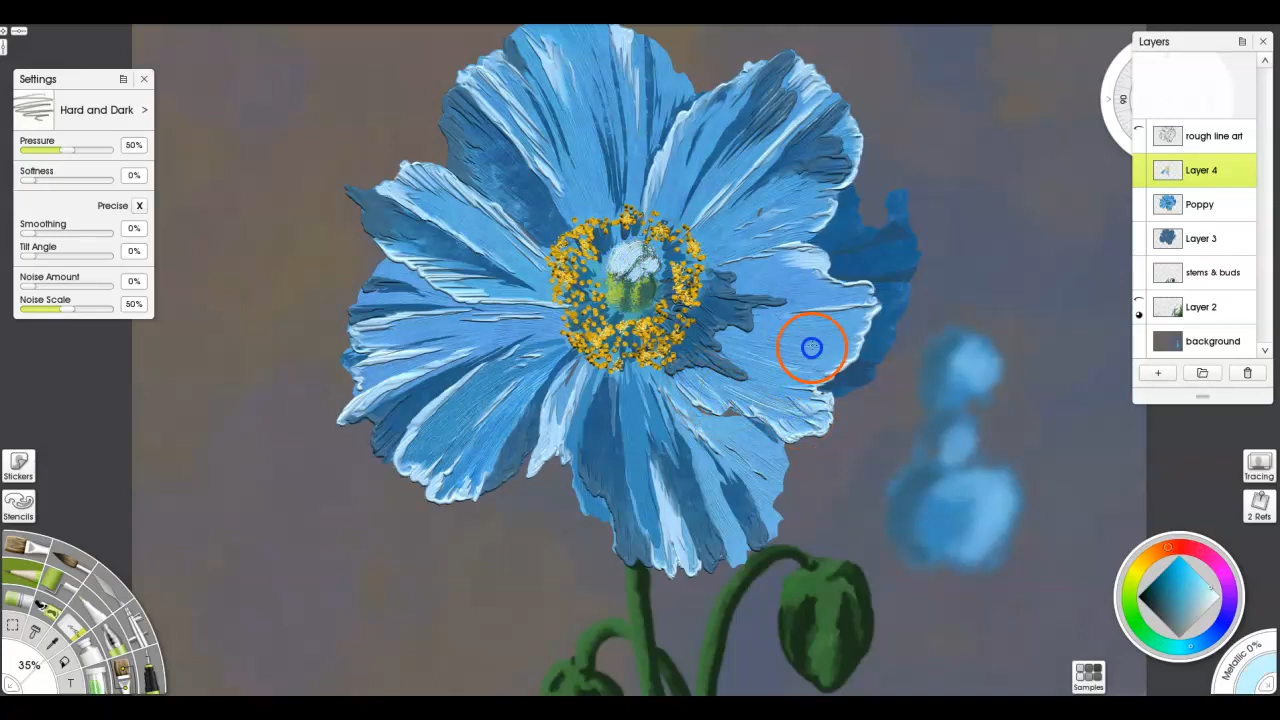 Settings
Hard and Dark >
Pressure
50%
Softness
0%
Precise X
Smoothing
0%
Tilt Angle
0%
Noise Amount
0%
Noise Scale
50%
Layers
90
rough line art
Layer 4
Poppy
Layer 3
stems & buds
Layer 2
background
+
Stickers
Stencils
35%
T
Tracing
2 Refs
Samples
Metallic 0%